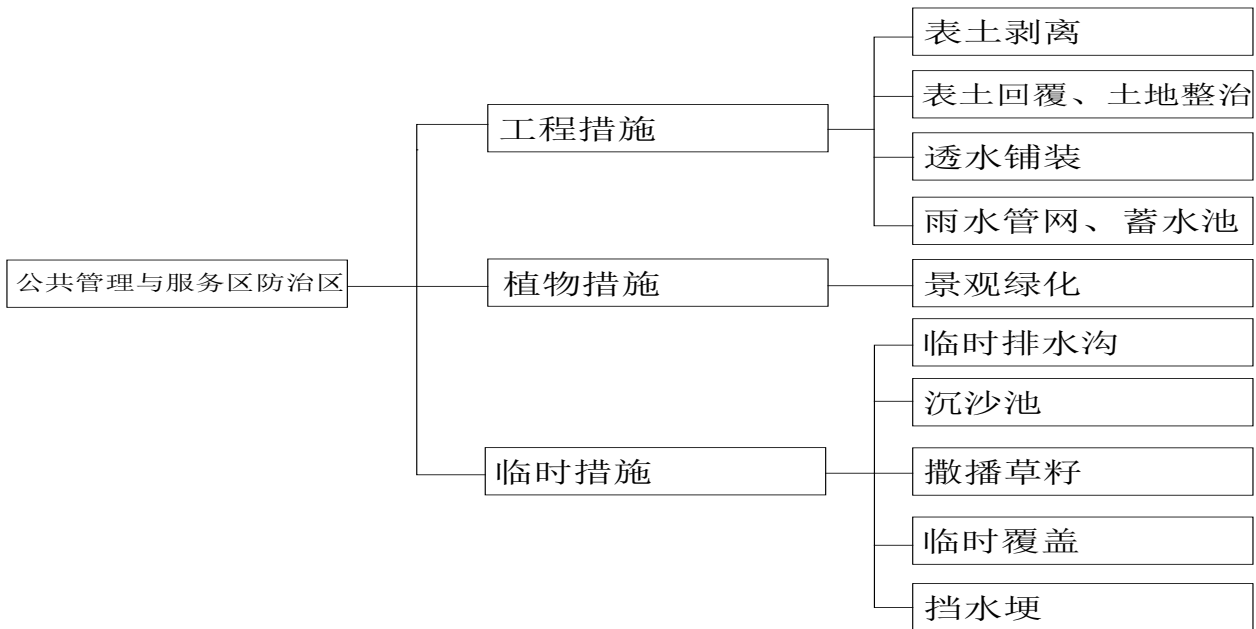 公共管理与服务区防治区
工程措施
表土剥离
表土回覆、土地整治
透水铺装
雨水管网、蓄水池
植物措施
景观绿化
临时措施
临时排水沟
沉沙池
撒播草籽
临时覆盖
挡水埂